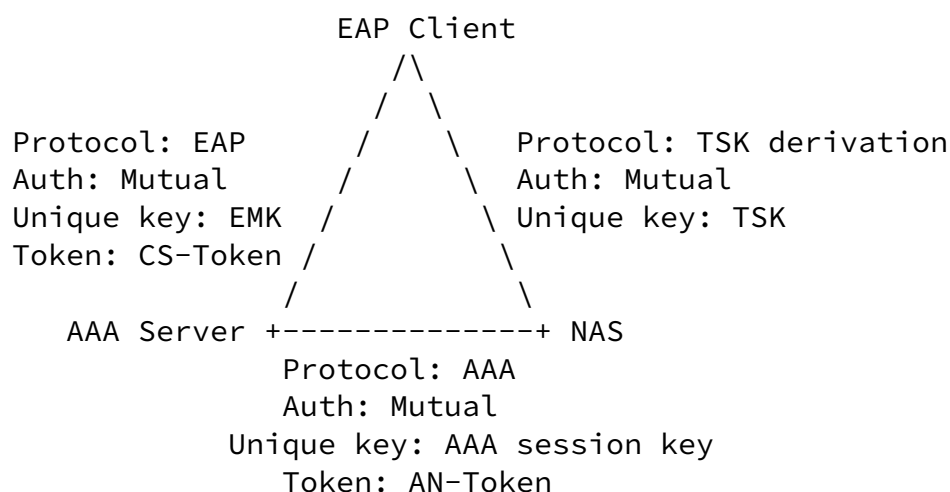 EAP Client
Protocol: EAP Protocol: TSK derivation
Auth: Mutual Auth: Mutual
Unique key: EMK Unique key: TSK
Token: CS-Token
AAA Server +--------------+ NAS
Protocol: AAA
Auth: Mutual
Unique key: AAA session key
Token: AN-Token